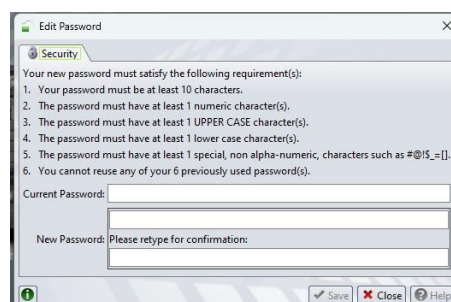 Edit Password
Security
Your new password must satisfy the following requirement(s):
1. Your password must be at least 10 characters.
2. The password must have at least 1 numeric character(s).
3. The password must have at least 1 UPPER CASE character(s).
4. The password must have at least 1 lower case character(s).
5. The password must have at least 1 special, non alpha-numeric, characters such as #@!$_=[].
6. You cannot reuse any of your 6 previously used password(s).
Current Password:
New Password: Please retype for confirmation:
Save Close Help